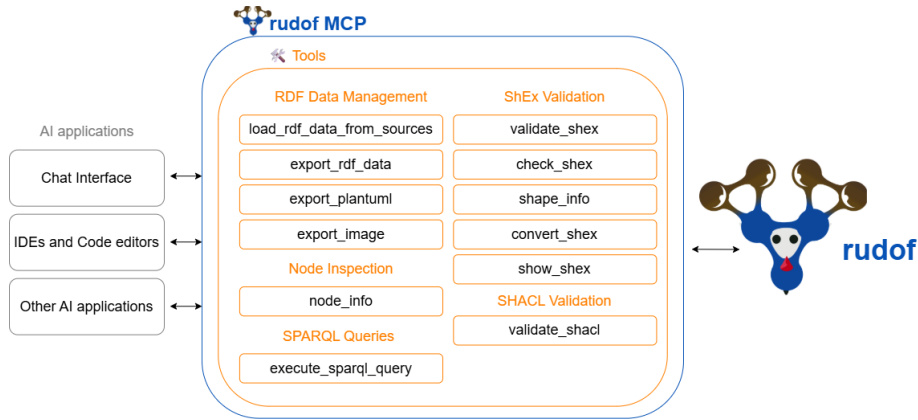 rudof MCP
Tools
AI applications
Chat Interface
IDEs and Code editors
Other AI applications
RDF Data Management
load_rdf_data_from_sources
export_rdf_data
export_plantuml
export_image
Node Inspection
node_info
SPARQL Queries
execute_sparql_query
ShEx Validation
validate_shex
check_shex
shape_info
convert_shex
show_shex
SHACL Validation
validate_shacl
rudof